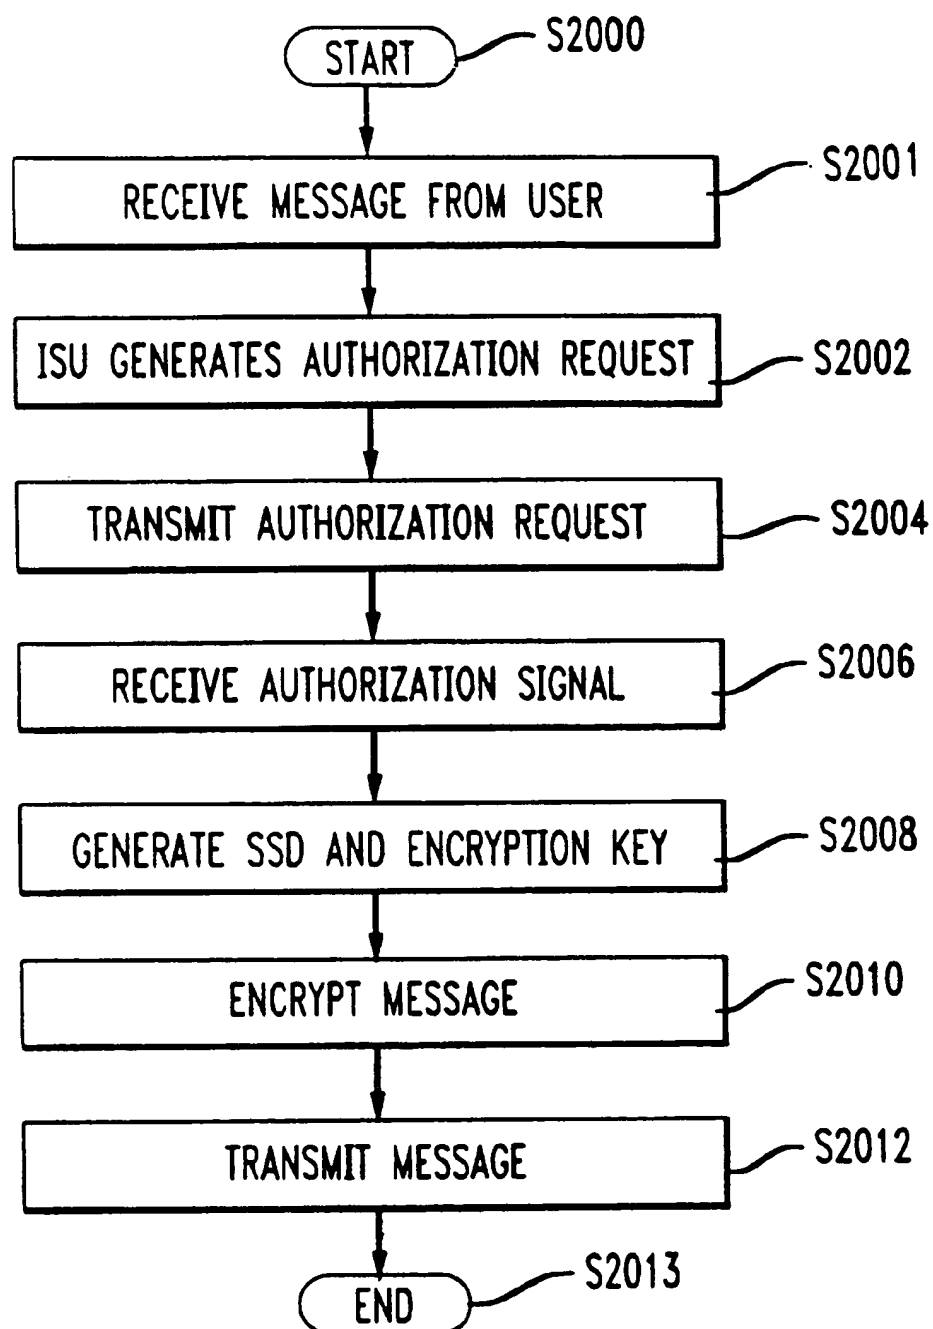 START
S2000
RECEIVE MESSAGE FROM USER
S2001
ISU GENERATES AUTHORIZATION REQUEST
S2002
TRANSMIT AUTHORIZATION REQUEST
S2004
RECEIVE AUTHORIZATION SIGNAL
S2006
GENERATE SSD AND ENCRYPTION KEY
S2008
ENCRYPT MESSAGE
S2010
TRANSMIT MESSAGE
S2012
END
S2013